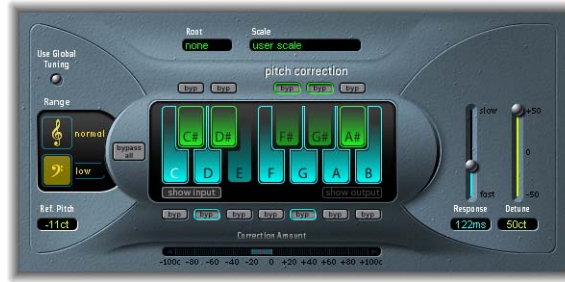 Root Scale
none user scale
Use Global
Tuning
pitch correction
byp byp byp byp byp
Range
normal
low
bypass
all
C# D# F# G# A#
C D E F G A B
show input show output
byp byp byp byp byp byp byp
Ref. Pitch
-11ct
Correction Amount
-100c -80 -60 -40 -20 0 +20 +40 +60 +80 +100c
slow
fast
+50
0
-50
Response Detune
122ms 50ct